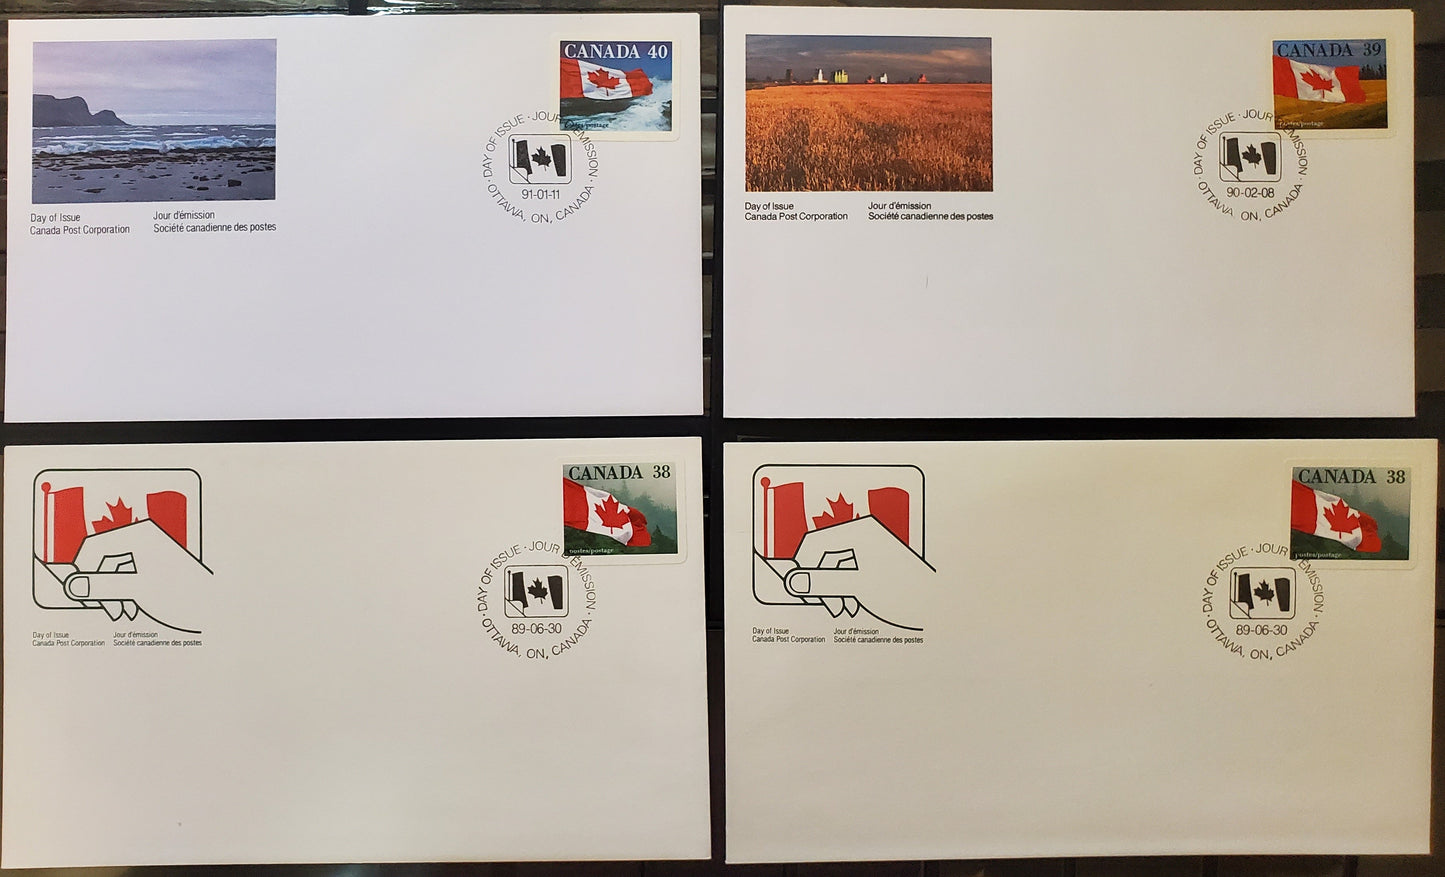 CANADA 40
postes/postage
DAY OF ISSUE · JOUR D'ÉMISSION ·
91-01-11
OTTAWA, ON, CANADA ·
Day of Issue Jour d'émission
Canada Post Corporation Société canadienne des postes
CANADA 39
postes/postage
DAY OF ISSUE · JOUR D'ÉMISSION ·
90-02-08
OTTAWA, ON, CANADA ·
Day of Issue Jour d'émission
Canada Post Corporation Société canadienne des postes
CANADA 38
postes/postage
DAY OF ISSUE · JOUR D'ÉMISSION ·
89-06-30
OTTAWA, ON, CANADA ·
Day of Issue Jour d'émission
Canada Post Corporation Société canadienne des postes
CANADA 38
postes/postage
DAY OF ISSUE · JOUR D'ÉMISSION ·
89-06-30
OTTAWA, ON, CANADA ·
Day of Issue Jour d'émission
Canada Post Corporation Société canadienne des postes